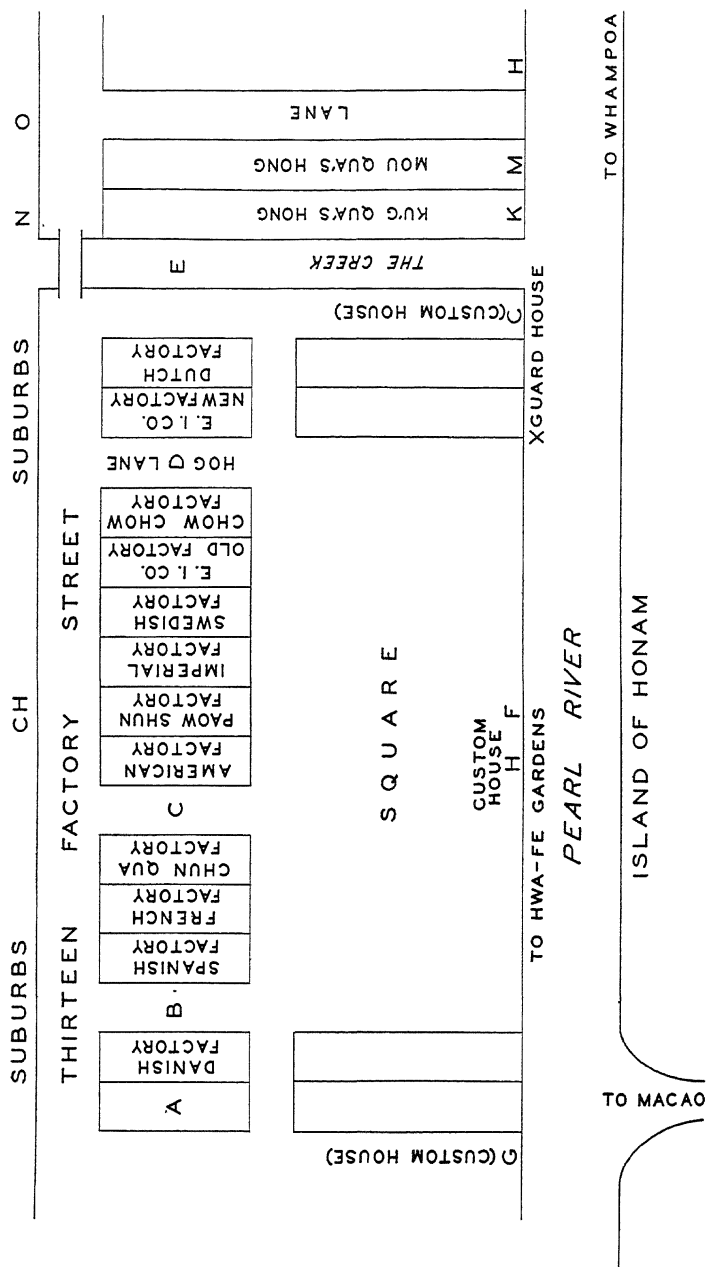 SUBURBS CH SUBURBS N O
THIRTEEN FACTORY STREET
A
DANISH
FACTORY
B.
SPANISH
FACTORY
FRENCH
FACTORY
CHUN QUA
FACTORY
C
AMERICAN
FACTORY
PAOW SHUN
FACTORY
IMPERIAL
FACTORY
SWEDISH
FACTORY
E. I. CO.
OLD FACTORY
CHOW CHOW
FACTORY
HOG D LANE
E. I. CO.
NEW FACTORY
DUTCH
FACTORY
E
THE CREEK
KU'G QUA'S HONG
K
MOU QUA'S HONG
M
LANE
H
G (CUSTOM HOUSE)
SQUARE
CUSTOM
HOUSE
H F
C (CUSTOM HOUSE)
TO HWA-FE GARDENS
X GUARD HOUSE
PEARL RIVER
TO MACAO
TO WHAMPOA
ISLAND OF HONAM